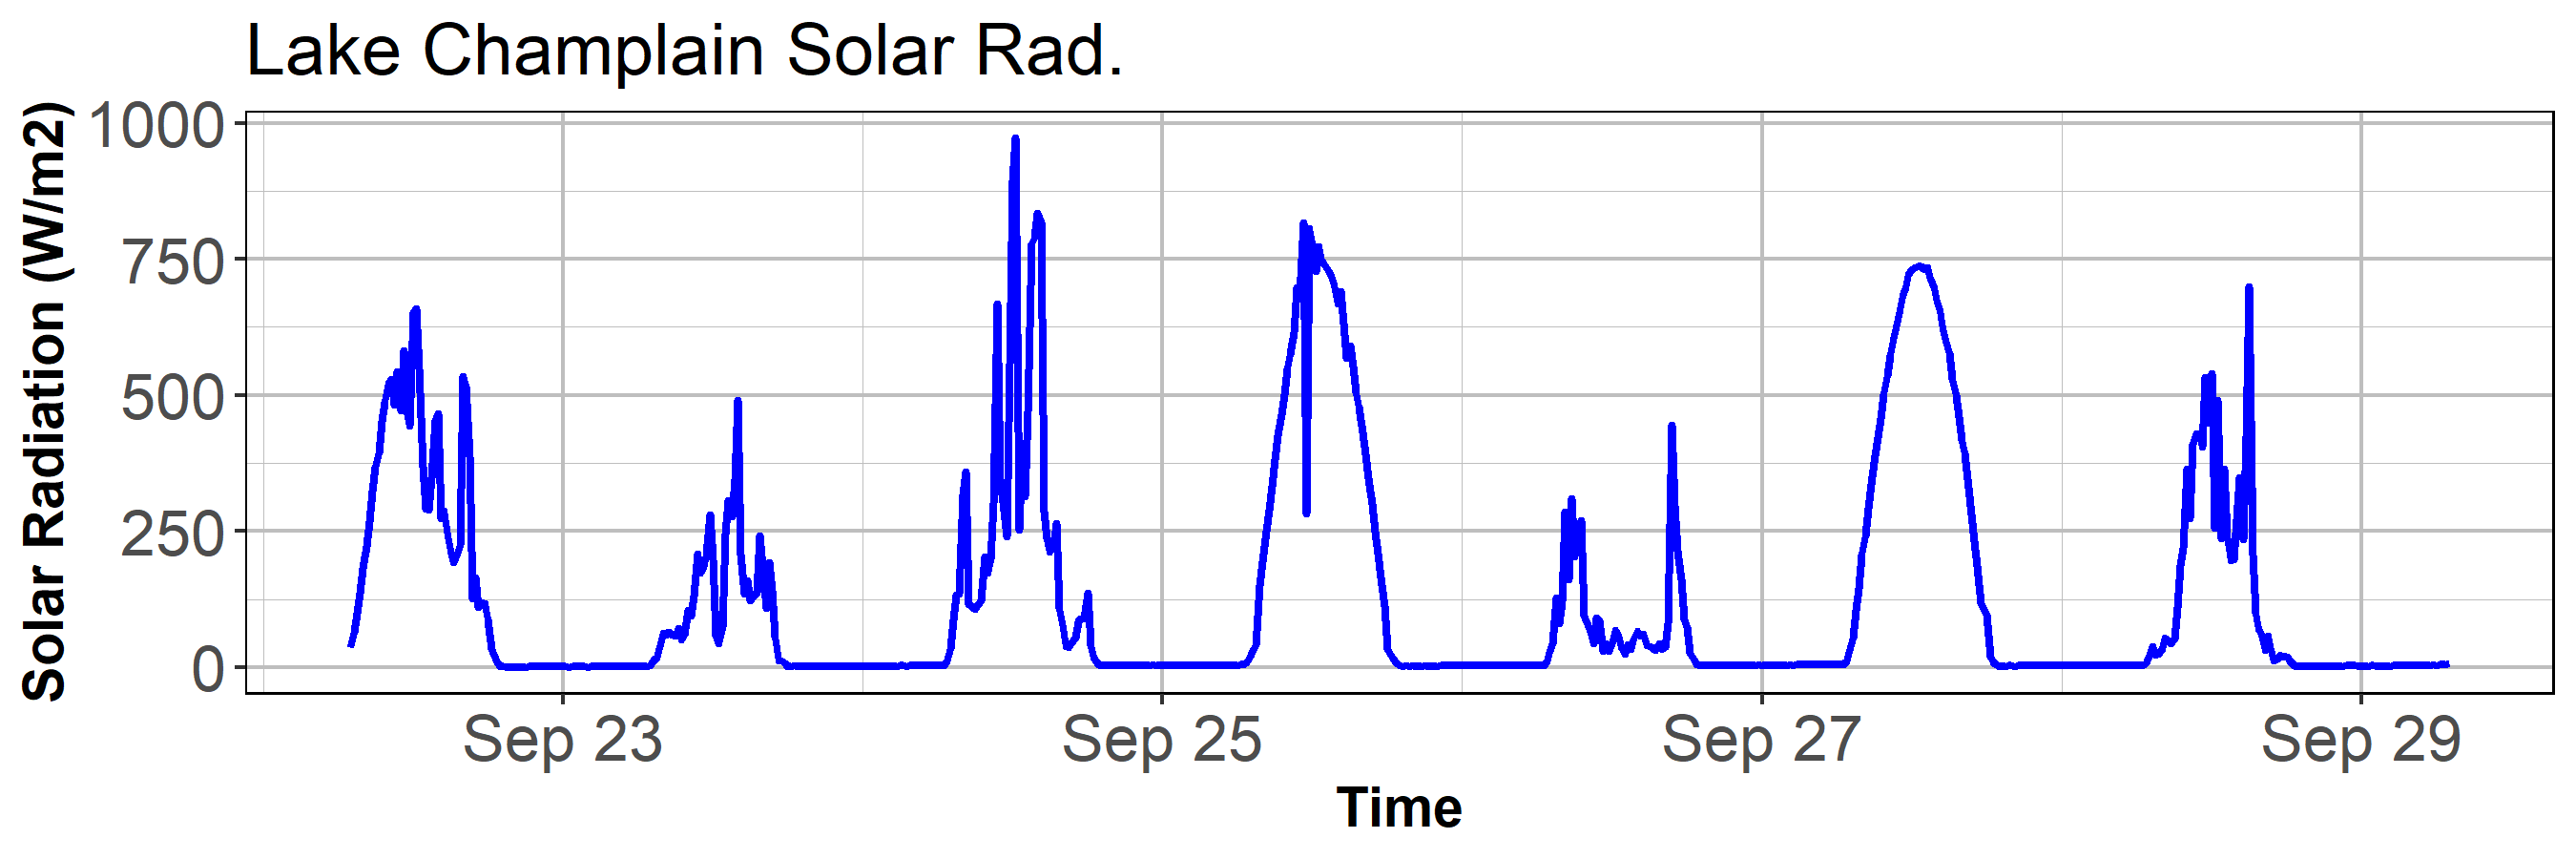 Lake Champlain Solar Rad.
Solar Radiation (W/m2)
1000
750
500
250
0
Sep 23 Sep 25 Sep 27 Sep 29
Time